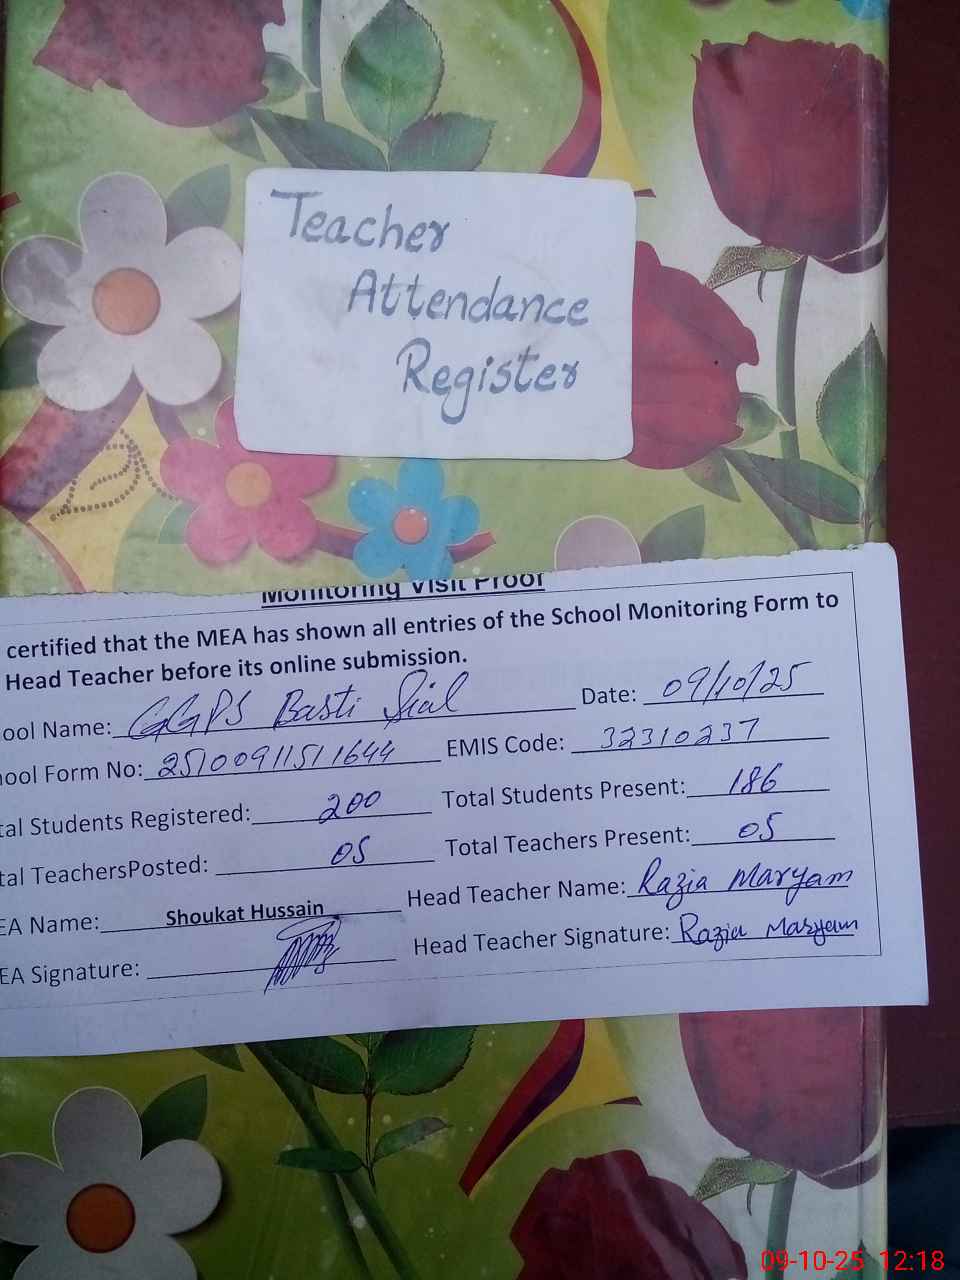 Teacher
Attendance
Register
Monitoring Visit Proof
certified that the MEA has shown all entries of the School Monitoring Form to
Head Teacher before its online submission.
ool Name: GGPS Basti Sial Date: 09/10/25
hool Form No: 25100911511644 EMIS Code: 32310237
tal Students Registered: 200 Total Students Present: 186
tal TeachersPosted: 05 Total Teachers Present: 05
EA Name: Shoukat Hussain Head Teacher Name: Razia Maryam
EA Signature: Head Teacher Signature: Razia Maryam
09-10-25 12:18